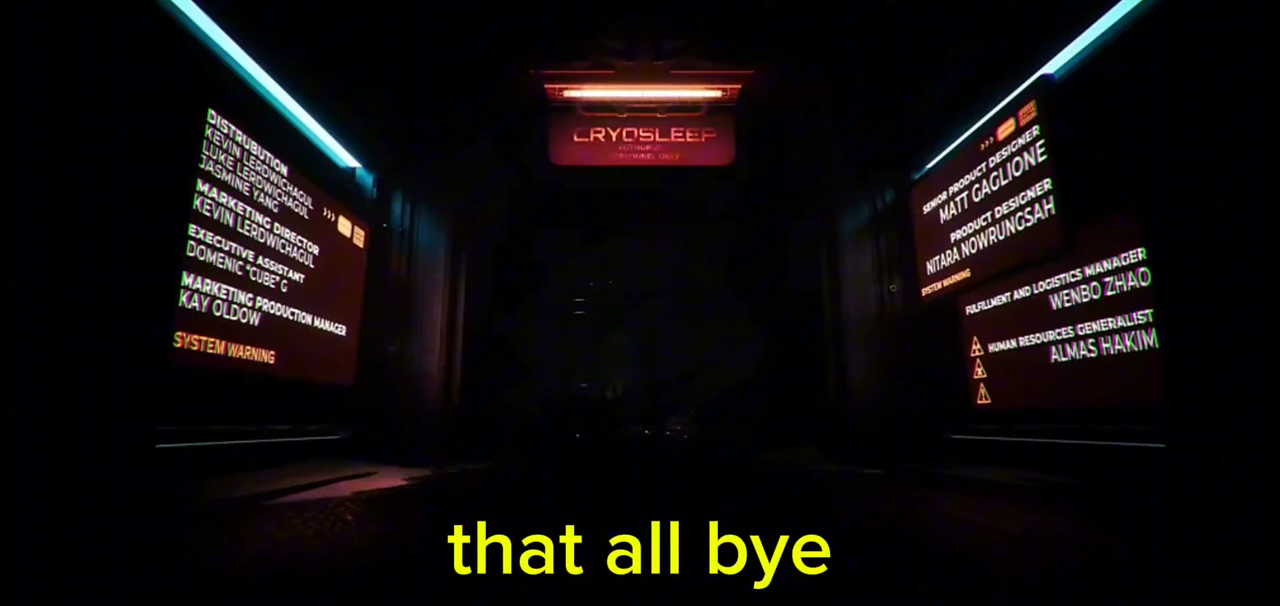 DISTRUBUTION
KEVIN LERDWICHAGUL
LUKE LERDWICHAGUL
JASMINE YANG
MARKETING DIRECTOR
KEVIN LERDWICHAGUL
EXECUTIVE ASSISTANT
DOMENIC "CUBE" G
MARKETING PRODUCTION MANAGER
KAY OLDOW
SYSTEM WARNING
CRYOSLEEP
SENIOR PRODUCT DESIGNER
MATT GAGLIONE
PRODUCT DESIGNER
NITARA NOWRUNGSAH
SYSTEM WARNING
FULFILLMENT AND LOGISTICS MANAGER
WENBO ZHAO
HUMAN RESOURCES GENERALIST
ALMAS HAKIM
that all bye